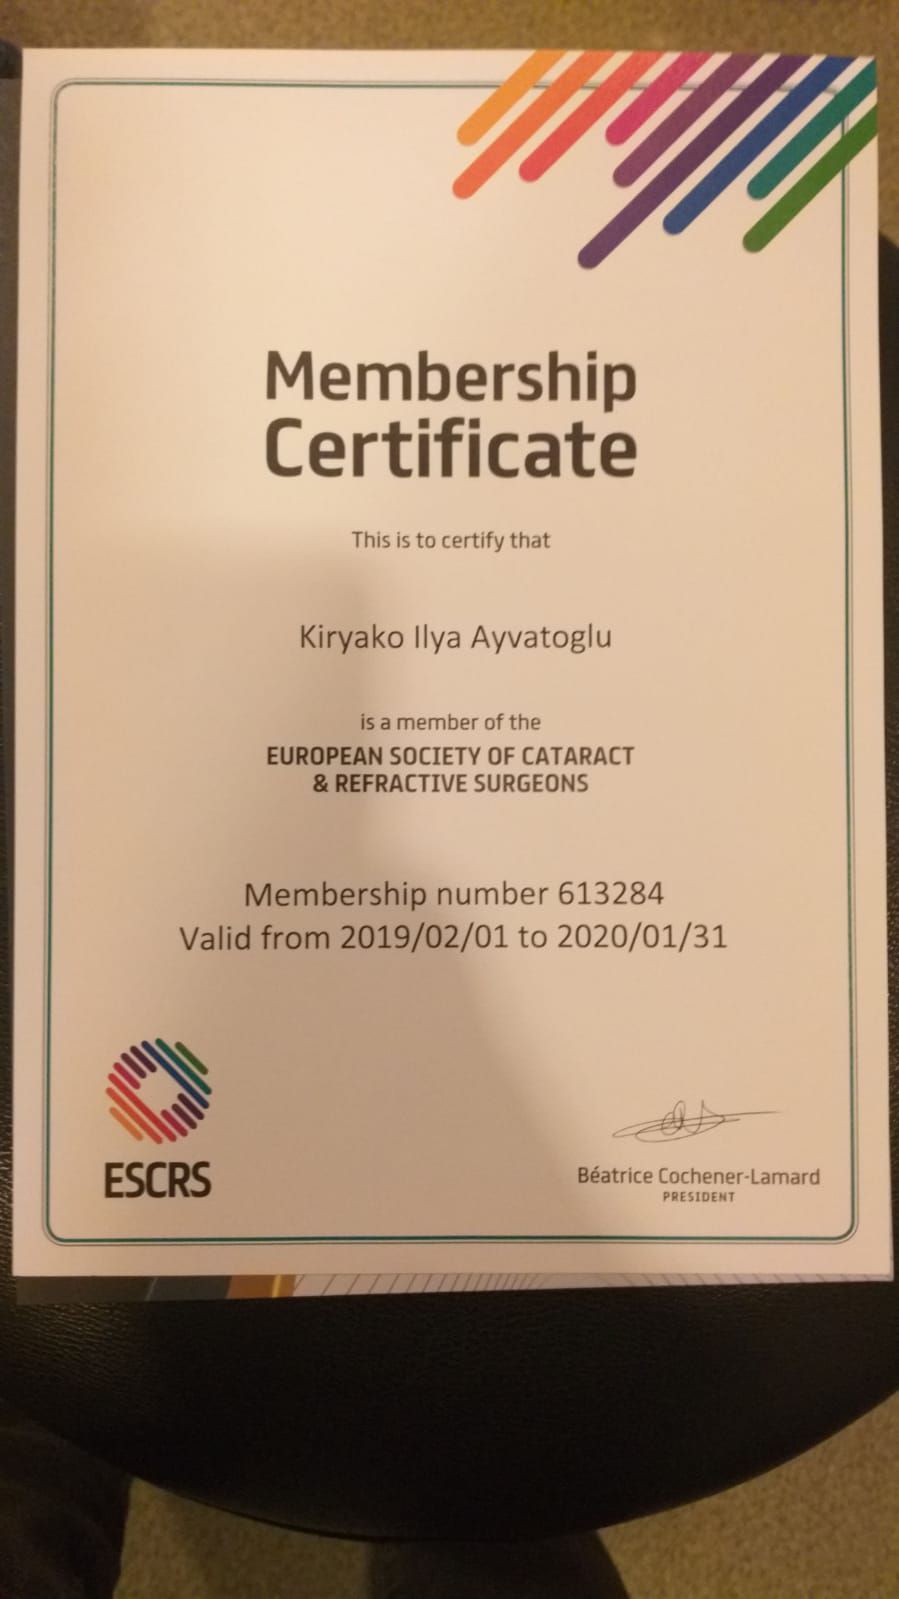 Membership
Certificate
This is to certify that
Kiryako Ilya Ayvatoglu
is a member of the
EUROPEAN SOCIETY OF CATARACT
& REFRACTIVE SURGEONS
Membership number 613284
Valid from 2019/02/01 to 2020/01/31
ESCRS
Béatrice Cochener-Lamard
PRESIDENT